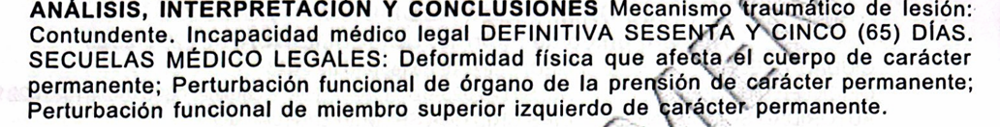 ANÁLISIS, INTERPRETACIÓN Y CONCLUSIONES Mecanismo traumático de lesión:
Contundente. Incapacidad médico legal DEFINITIVA SESENTA Y CINCO (65) DÍAS.
SECUELAS MÉDICO LEGALES: Deformidad física que afecta el cuerpo de carácter
permanente; Perturbación funcional de órgano de la prensión de carácter permanente;
Perturbación funcional de miembro superior izquierdo de carácter permanente.